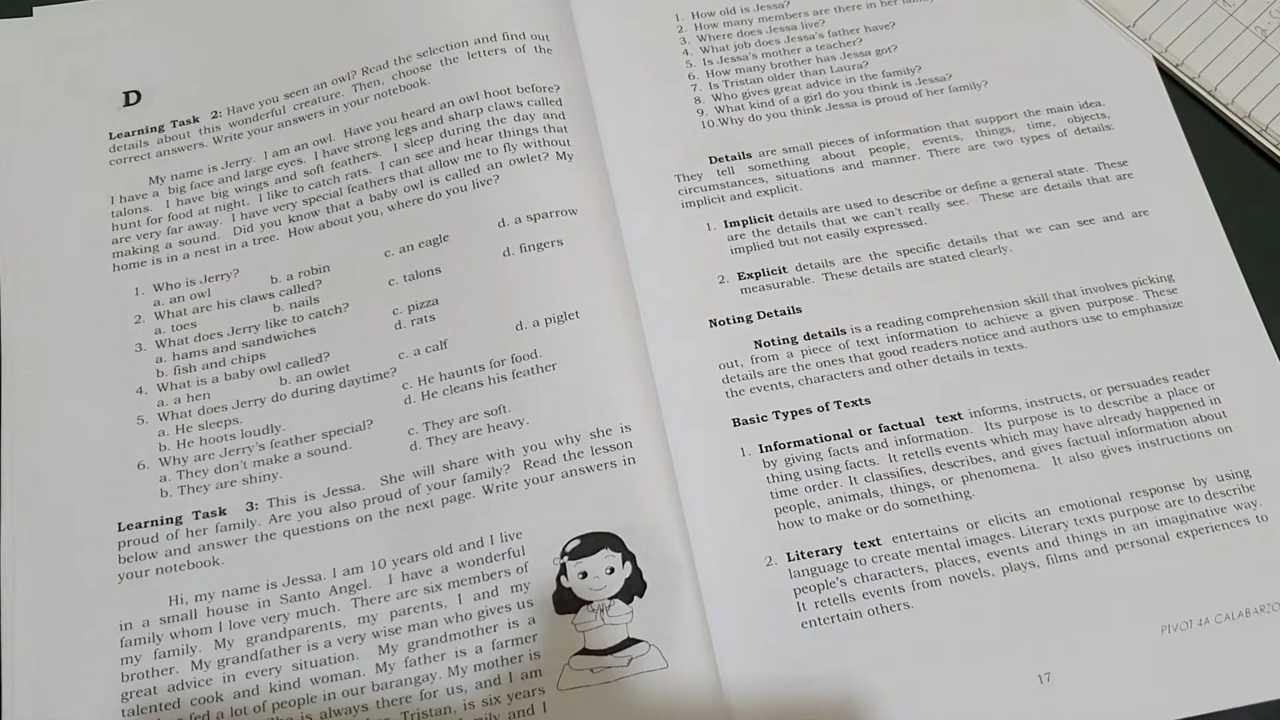 D
Learning Task 2: Have you seen an owl? Read the selection and find out
details about this wonderful creature. Then, choose the letters of the
correct answers. Write your answers in your notebook.
My name is Jerry. I am an owl. Have you heard an owl hoot before?
I have a big face and large eyes. I have strong legs and sharp claws called
talons. I have big wings and soft feathers. I sleep during the day and
hunt for food at night. I like to catch rats. I can see and hear things that
are very far away. I have very special feathers that allow me to fly without
making a sound. Did you know that a baby owl is called an owlet? My
home is in a nest in a tree. How about you, where do you live?
1. Who is Jerry?
a. an owl b. a robin c. an eagle d. a sparrow
2. What are his claws called?
a. toes b. nails c. talons d. fingers
3. What does Jerry like to catch?
a. hams and sandwiches c. pizza
b. fish and chips d. rats
4. What is a baby owl called?
a. a hen b. an owlet c. a calf d. a piglet
5. What does Jerry do during daytime?
a. He sleeps. c. He haunts for food.
b. He hoots loudly. d. He cleans his father
6. Why are Jerry's feather special?
a. They don't make a sound. c. They are soft.
b. They are shiny. d. They are heavy.
Learning Task 3: This is Jessa. She will share with you why she is
proud of her family. Are you also proud of your family? Read the lesson
below and answer the questions on the next page. Write your answers in
your notebook.
Hi, my name is Jessa. I am 10 years old and I live
in a small house in Santo Angel. I have a wonderful
family whom I love very much. There are six members of
my family. My grandparents, my parents, I and my
brother. My grandfather is a very wise man who gives us
great advice in every situation. My grandmother is a
talented cook and kind woman. My father is a farmer
fed a lot of people in our barangay. My mother is
is always there for us, and I am
Tristan, is six years
and I
1. How old is Jessa?
2. How many members are there in her
3. Where does Jessa live?
4. What job does Jessa's father have?
5. Is Jessa's mother a teacher?
6. How many brother has Jessa got?
7. Is Tristan older than Laura?
8. Who gives great advice in the family?
9. What kind of a girl do you think is Jessa?
10.Why do you think Jessa is proud of her family?
Details are small pieces of information that support the main idea.
They tell something about people, events, things, time, objects,
circumstances, situations and manner. There are two types of details:
implicit and explicit.
1. Implicit details are used to describe or define a general state. These
are the details that we can't really see. These are details that are
implied but not easily expressed.
2. Explicit details are the specific details that we can see and are
measurable. These details are stated clearly.
Noting Details
Noting details is a reading comprehension skill that involves picking
out, from a piece of text information to achieve a given purpose. These
details are the ones that good readers notice and authors use to emphasize
the events, characters and other details in texts.
Basic Types of Texts
1. Informational or factual text informs, instructs, or persuades reader
by giving facts and information. Its purpose is to describe a place or
thing using facts. It retells events which may have already happened in
time order. It classifies, describes, and gives factual information about
people, animals, things, or phenomena. It also gives instructions on
how to make or do something.
2. Literary text entertains or elicits an emotional response by using
language to create mental images. Literary texts purpose are to describe
people's characters, places, events and things in an imaginative way.
It retells events from novels, plays, films and personal experiences to
entertain others.
PIVOT 4A CALABARZO
17